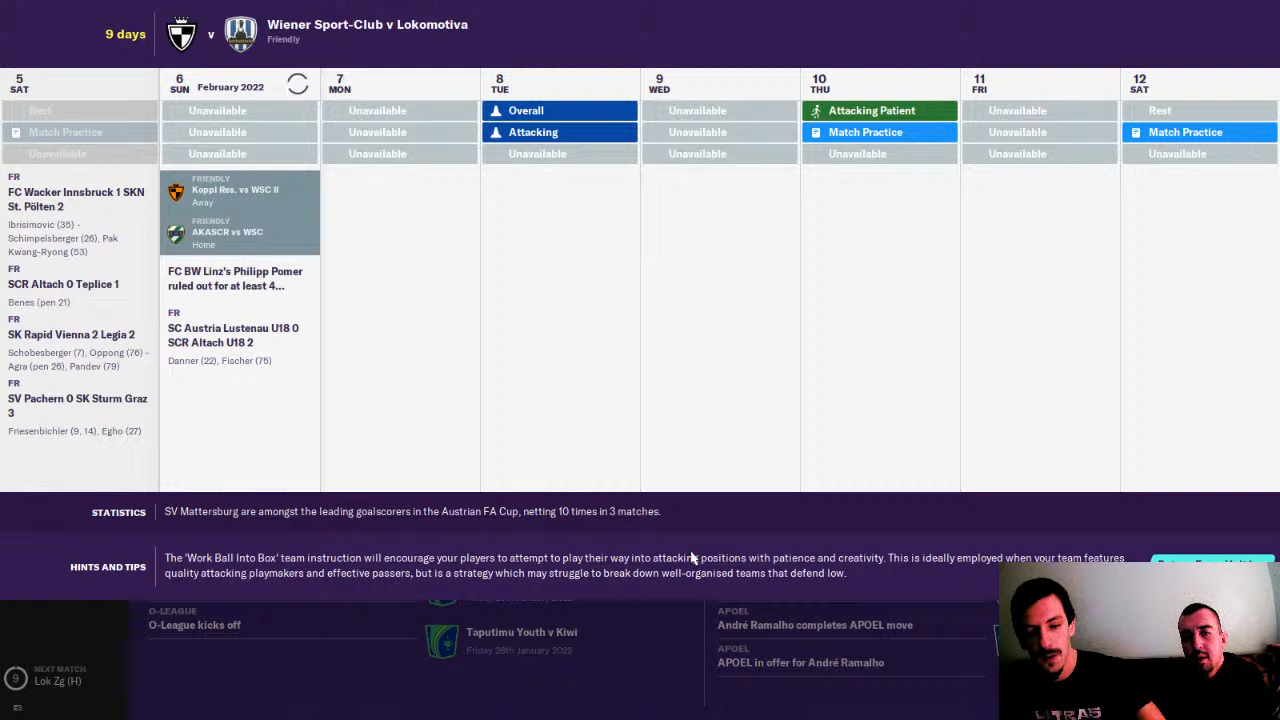 9 days
v
Wiener Sport-Club v Lokomotiva
Friendly
5
SAT
6
SUN
February 2022
7
MON
8
TUE
9
WED
10
THU
11
FRI
12
SAT
Rest
Unavailable
Unavailable
Overall
Unavailable
Attacking Patient
Unavailable
Rest
Match Practice
Unavailable
Unavailable
Attacking
Unavailable
Match Practice
Unavailable
Match Practice
Unavailable
Unavailable
Unavailable
Unavailable
Unavailable
Unavailable
Unavailable
Unavailable
FR
FC Wacker Innsbruck 1 SKN
St. Pölten 2
Ibrisimovic (35) -
Schimpelsberger (26), Pak
Kwang-Ryong (53)
FR
SCR Altach 0 Teplice 1
Benes (pen 21)
FR
SK Rapid Vienna 2 Legia 2
Schobesberger (7), Oppong (76) -
Agra (pen 26), Pandev (79)
FR
SV Pachern 0 SK Sturm Graz
3
Friesenbichler (9, 14), Egho (27)
FRIENDLY
Koppl Res. vs WSC II
Away
FRIENDLY
AKASCR vs WSC
Home
FC BW Linz's Philipp Pomer
ruled out for at least 4...
FR
SC Austria Lustenau U18 0
SCR Altach U18 2
Danner (22), Fischer (75)
STATISTICS
SV Mattersburg are amongst the leading goalscorers in the Austrian FA Cup, netting 10 times in 3 matches.
HINTS AND TIPS
The 'Work Ball Into Box' team instruction will encourage your players to attempt to play their way into attacking positions with patience and creativity. This is ideally employed when your team features
quality attacking playmakers and effective passers, but is a strategy which may struggle to break down well-organised teams that defend low.
O-LEAGUE
O-League kicks off
Taputimu Youth v Kiwi
Friday 28th January 2022
APOEL
André Ramalho completes APOEL move
APOEL
APOEL in offer for André Ramalho
9
NEXT MATCH
Lok Zg (H)